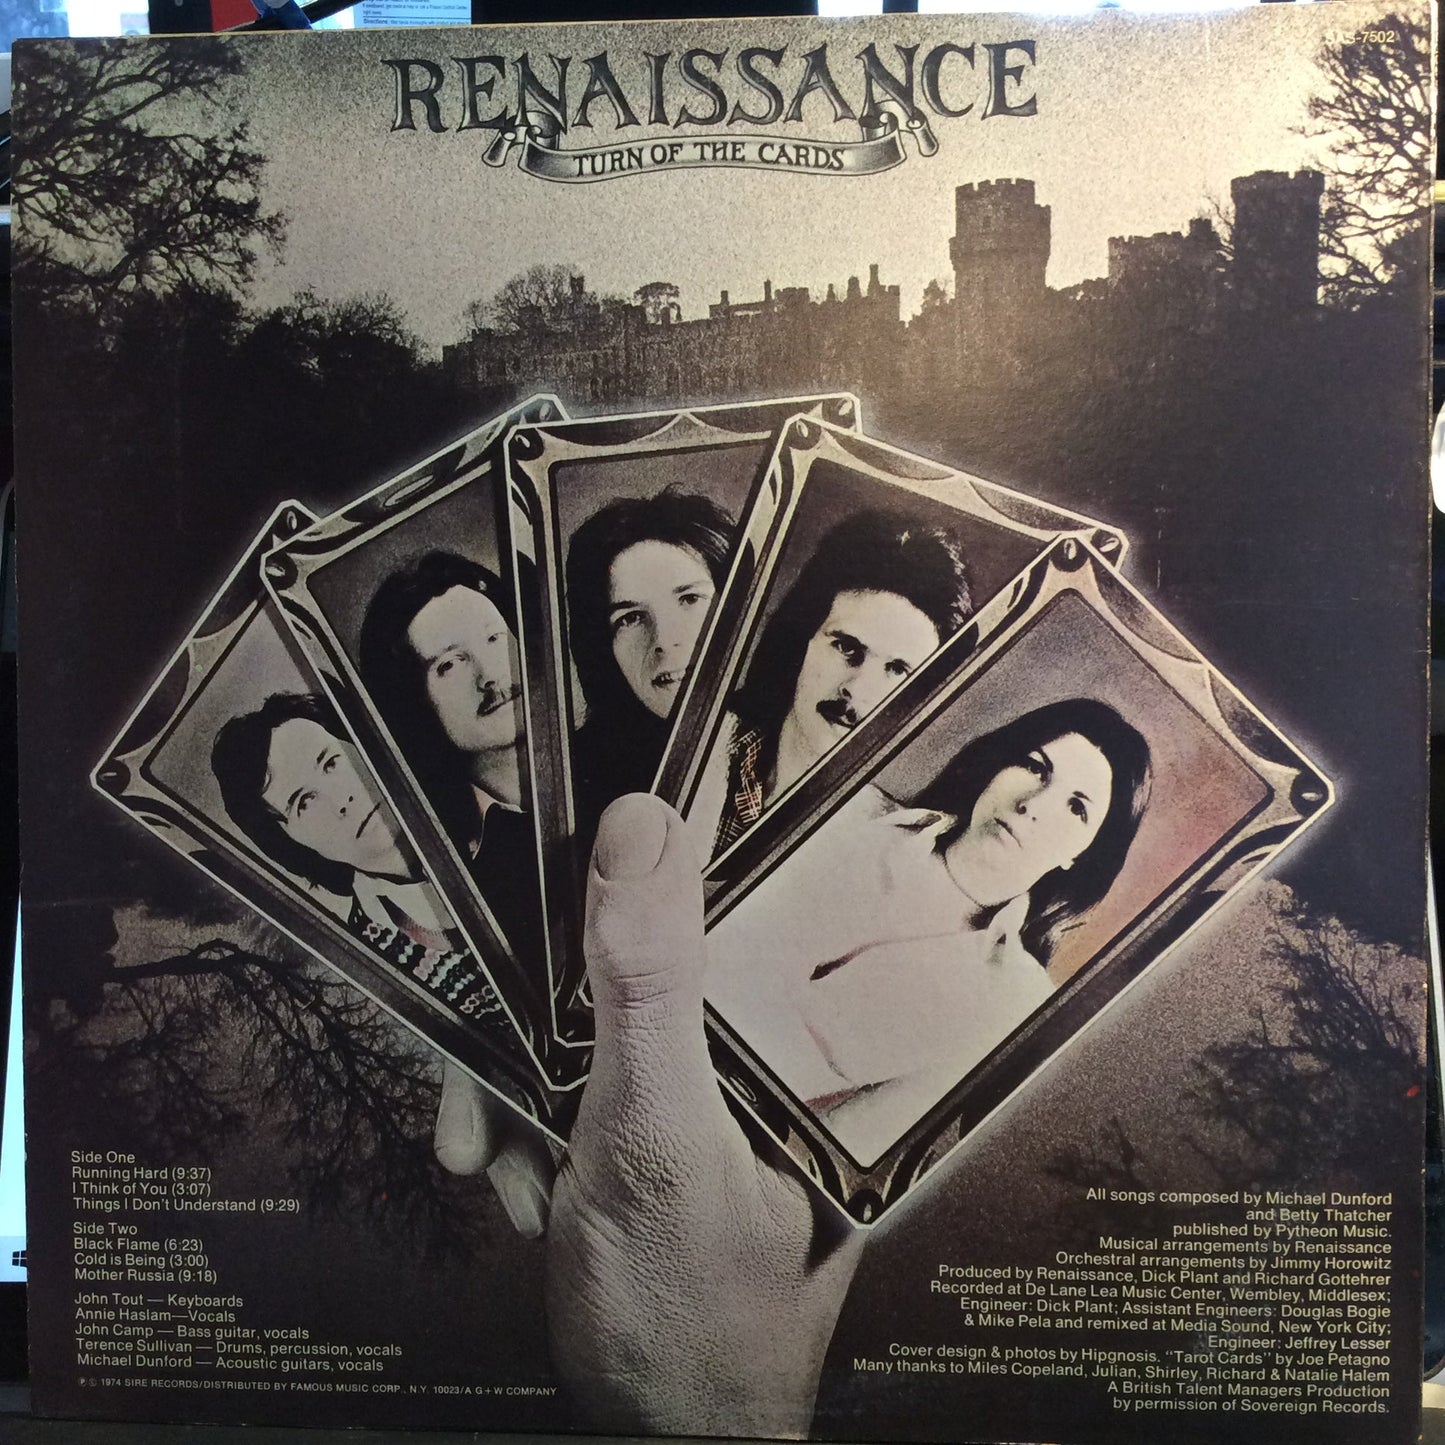 SAS-7502
RENAISSANCE
TURN OF THE CARDS
Side One
Running Hard (9:37)
I Think of You (3:07)
Things I Don't Understand (9:29)
Side Two
Black Flame (6:23)
Cold is Being (3:00)
Mother Russia (9:18)
John Tout — Keyboards
Annie Haslam—Vocals
John Camp — Bass guitar, vocals
Terence Sullivan — Drums, percussion, vocals
Michael Dunford — Acoustic guitars, vocals
℗ © 1974 SIRE RECORDS/DISTRIBUTED BY FAMOUS MUSIC CORP., N.Y. 10023/A G+W COMPANY
All songs composed by Michael Dunford
and Betty Thatcher
published by Pytheon Music.
Musical arrangements by Renaissance
Orchestral arrangements by Jimmy Horowitz
Produced by Renaissance, Dick Plant and Richard Gottehrer
Recorded at De Lane Lea Music Center, Wembley, Middlesex;
Engineer: Dick Plant; Assistant Engineers: Douglas Bogie
& Mike Pela and remixed at Media Sound, New York City;
Engineer: Jeffrey Lesser
Cover design & photos by Hipgnosis. "Tarot Cards" by Joe Petagno
Many thanks to Miles Copeland, Julian, Shirley, Richard & Natalie Halem
A British Talent Managers Production
by permission of Sovereign Records.